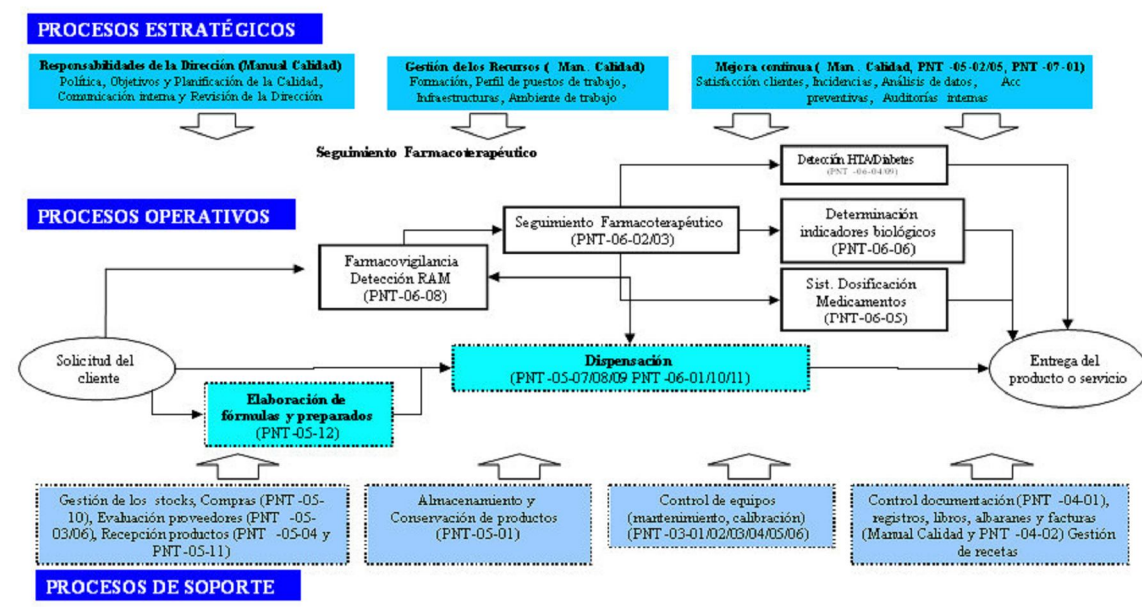 PROCESOS ESTRATÉGICOS
Responsabilidades de la Dirección (Manual Calidad)
Política, Objetivos y Planificación de la Calidad,
Comunicación interna y Revisión de la Dirección
Gestión de los Recursos ( Man. Calidad)
Formación, Perfil de puestos de trabajo,
Infraestructuras, Ambiente de trabajo
Mejora continua ( Man. Calidad, PNT -05-02/05, PNT -07-01)
Satisfacción clientes, Incidencias, Análisis de datos, Acc
preventivas, Auditorías internas
Seguimiento Farmacoterapéutico
PROCESOS OPERATIVOS
Detección HTA/Diabetes
(PNT -06-04/09)
Seguimiento Farmacoterapéutico
(PNT-06-02/03)
Determinación
indicadores biológicos
(PNT-06-06)
Farmacovigilancia
Detección RAM
(PNT-06-08)
Sist. Dosificación
Medicamentos
(PNT-06-05)
Solicitud del
cliente
Dispensación
(PNT-05-07/08/09 PNT -06-01/10/11)
Entrega del
producto o servicio
Elaboración de
fórmulas y preparados
(PNT-05-12)
Gestión de los stocks, Compras (PNT -05-
10), Evaluación proveedores (PNT -05-
03/06), Recepción productos (PNT -05-04 y
PNT-05-11)
Almacenamiento y
Conservación de productos
(PNT-05-01)
Control de equipos
(mantenimiento, calibración)
(PNT-03-01/02/03/04/05/06)
Control documentación (PNT -04-01),
registros, libros, albaranes y facturas
(Manual Calidad y PNT -04-02) Gestión
de recetas
PROCESOS DE SOPORTE